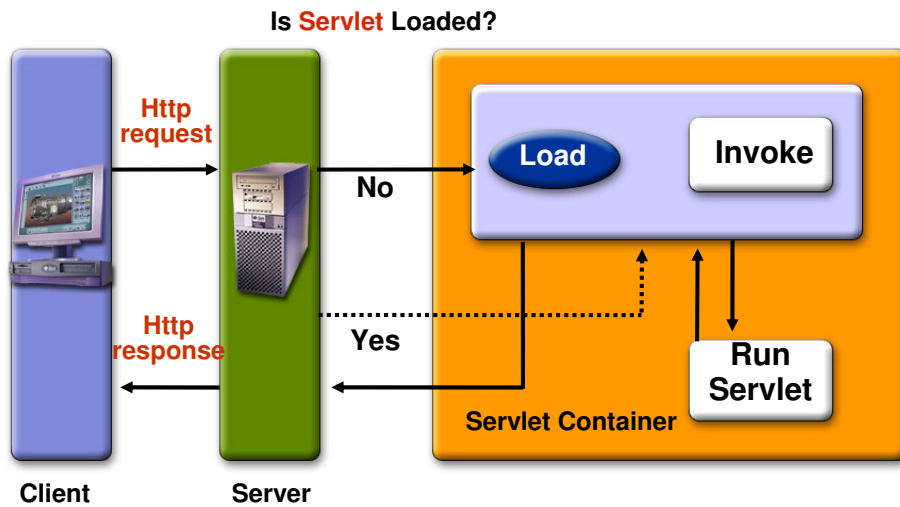 Is Servlet Loaded?
Http
request
Load
Invoke
No
Http
response
Yes
Run
Servlet
Servlet Container
Client
Server